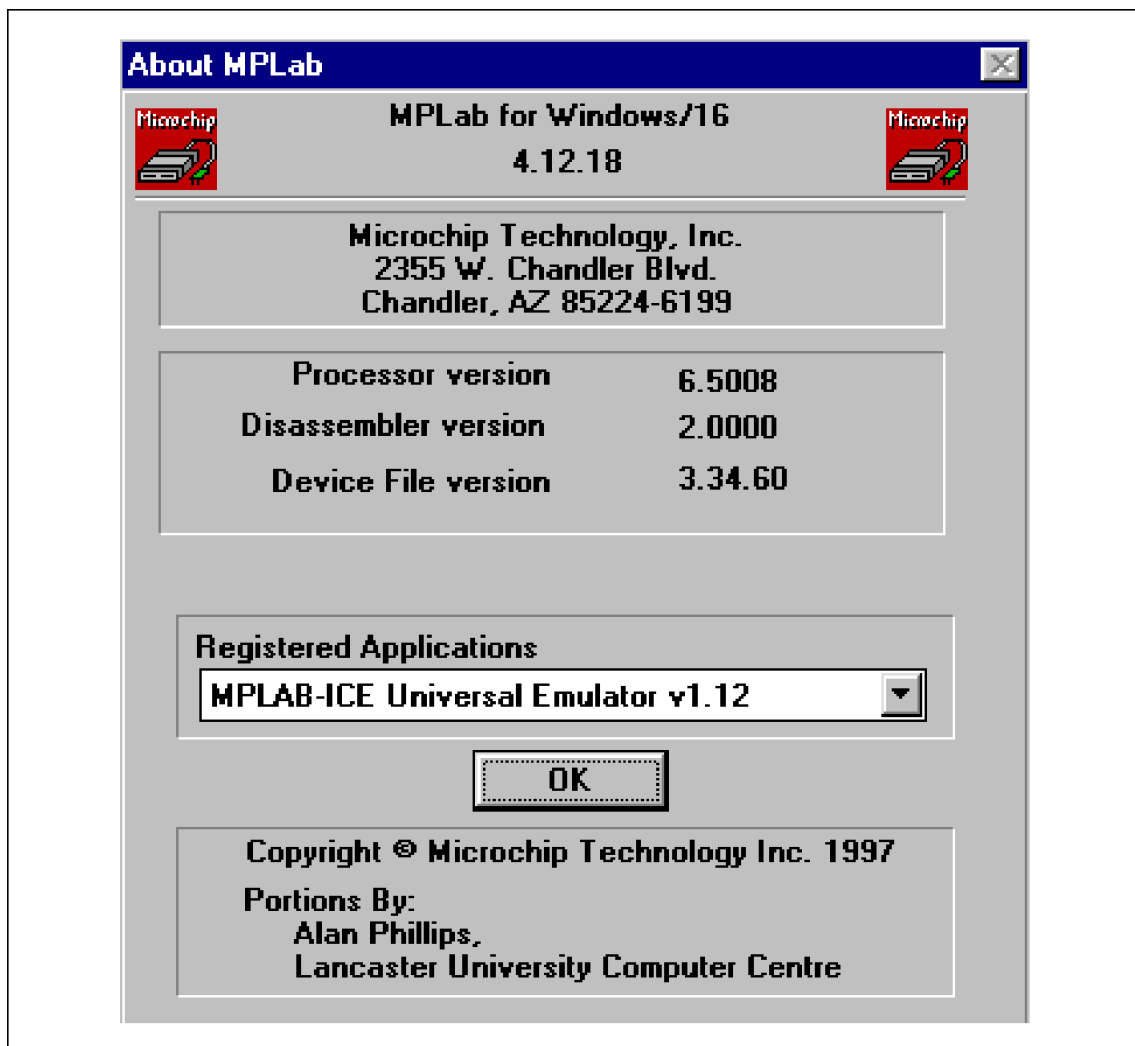 About MPLab
Microchip
MPLab for Windows/16
Microchip
4.12.18
Microchip Technology, Inc.
2355 W. Chandler Blvd.
Chandler, AZ 85224-6199
Processor version 6.5008
Disassembler version 2.0000
Device File version 3.34.60
Registered Applications
MPLAB-ICE Universal Emulator v1.12
OK
Copyright © Microchip Technology Inc. 1997
Portions By:
Alan Phillips,
Lancaster University Computer Centre